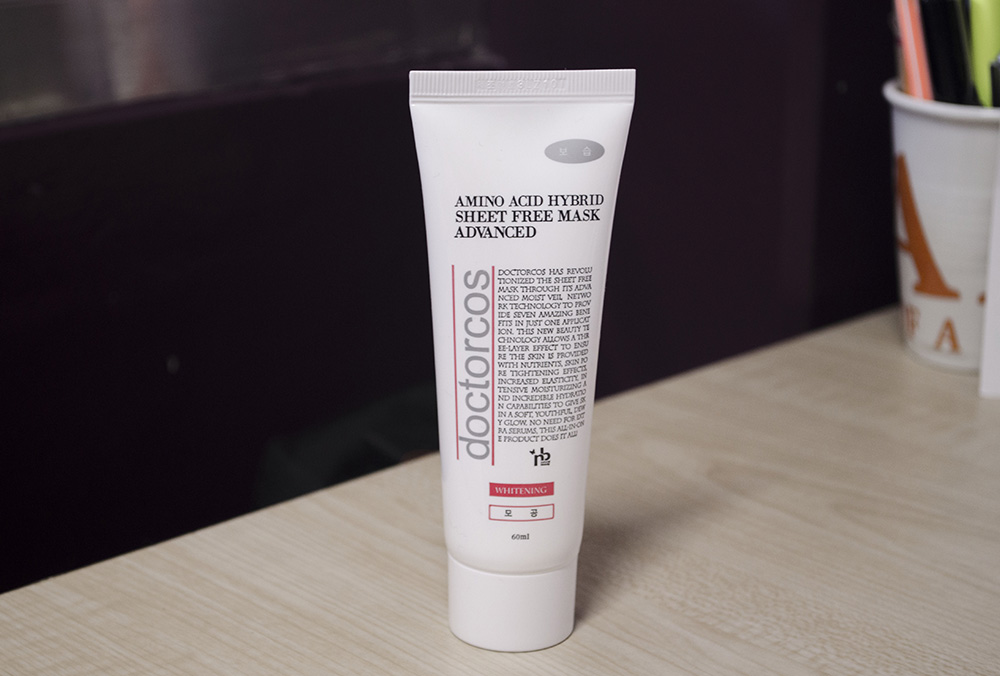 보 습
AMINO ACID HYBRID
SHEET FREE MASK
ADVANCED
doctorcos
DOCTORCOS HAS REVOLU
TIONIZED THE SHEET FREE
MASK THROUGH ITS ADVA
NCED MOIST VEIL NETWO
RK TECHNOLOGY TO PROV
IDE SEVEN AMAZING BENE
FITS IN JUST ONE APPLICAT
ION. THIS NEW BEAUTY TE
CHNOLOGY ALLOWS A THR
EE-LAYER EFFECT TO ENSU
RE THE SKIN IS PROVIDED
WITH NUTRIENTS, SKIN PO
RE TIGHTENING EFFECTS,
INCREASED ELASTICITY, IN
TENSIVE MOISTURIZING A
ND INCREDIBLE HYDRATIO
N CAPABILITIES TO GIVE SK
IN A SOFT, YOUTHFUL, DEW
Y GLOW. NO NEED FOR EXT
RA SERUMS, THIS ALL-IN-ON
E PRODUCT DOES IT ALL!
nb
WHITENING
모 공
60ml
A
F A